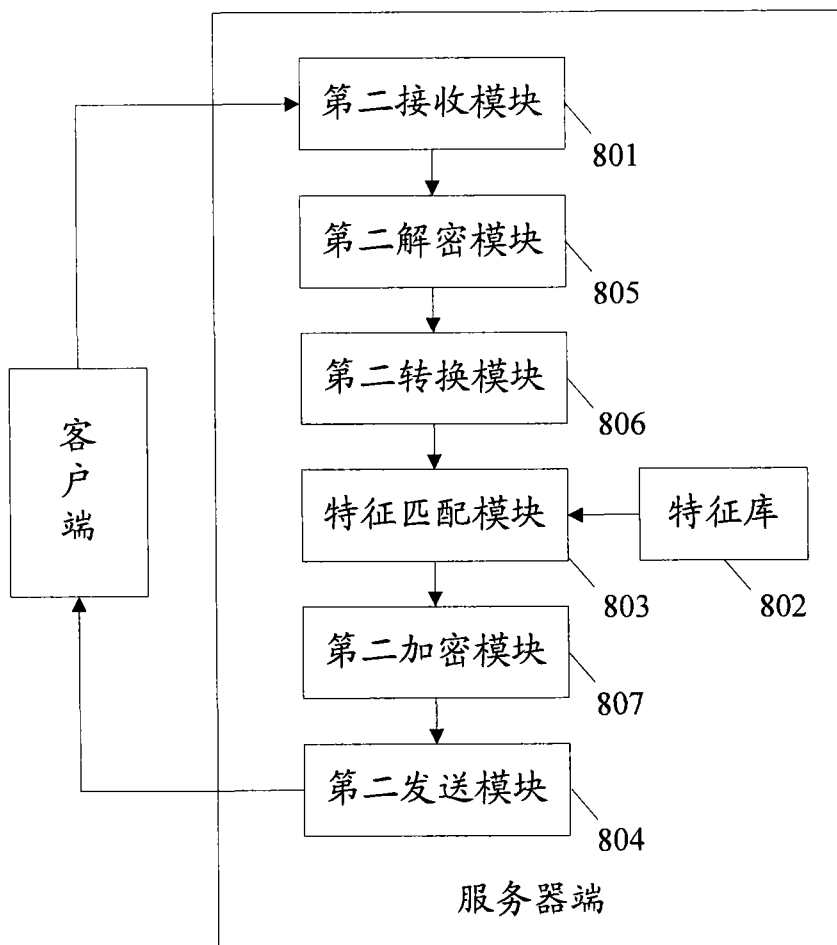 第二接收模块
801
第二解密模块
805
第二转换模块
806
客户端
特征匹配模块
803
特征库
802
第二加密模块
807
第二发送模块
804
服务器端